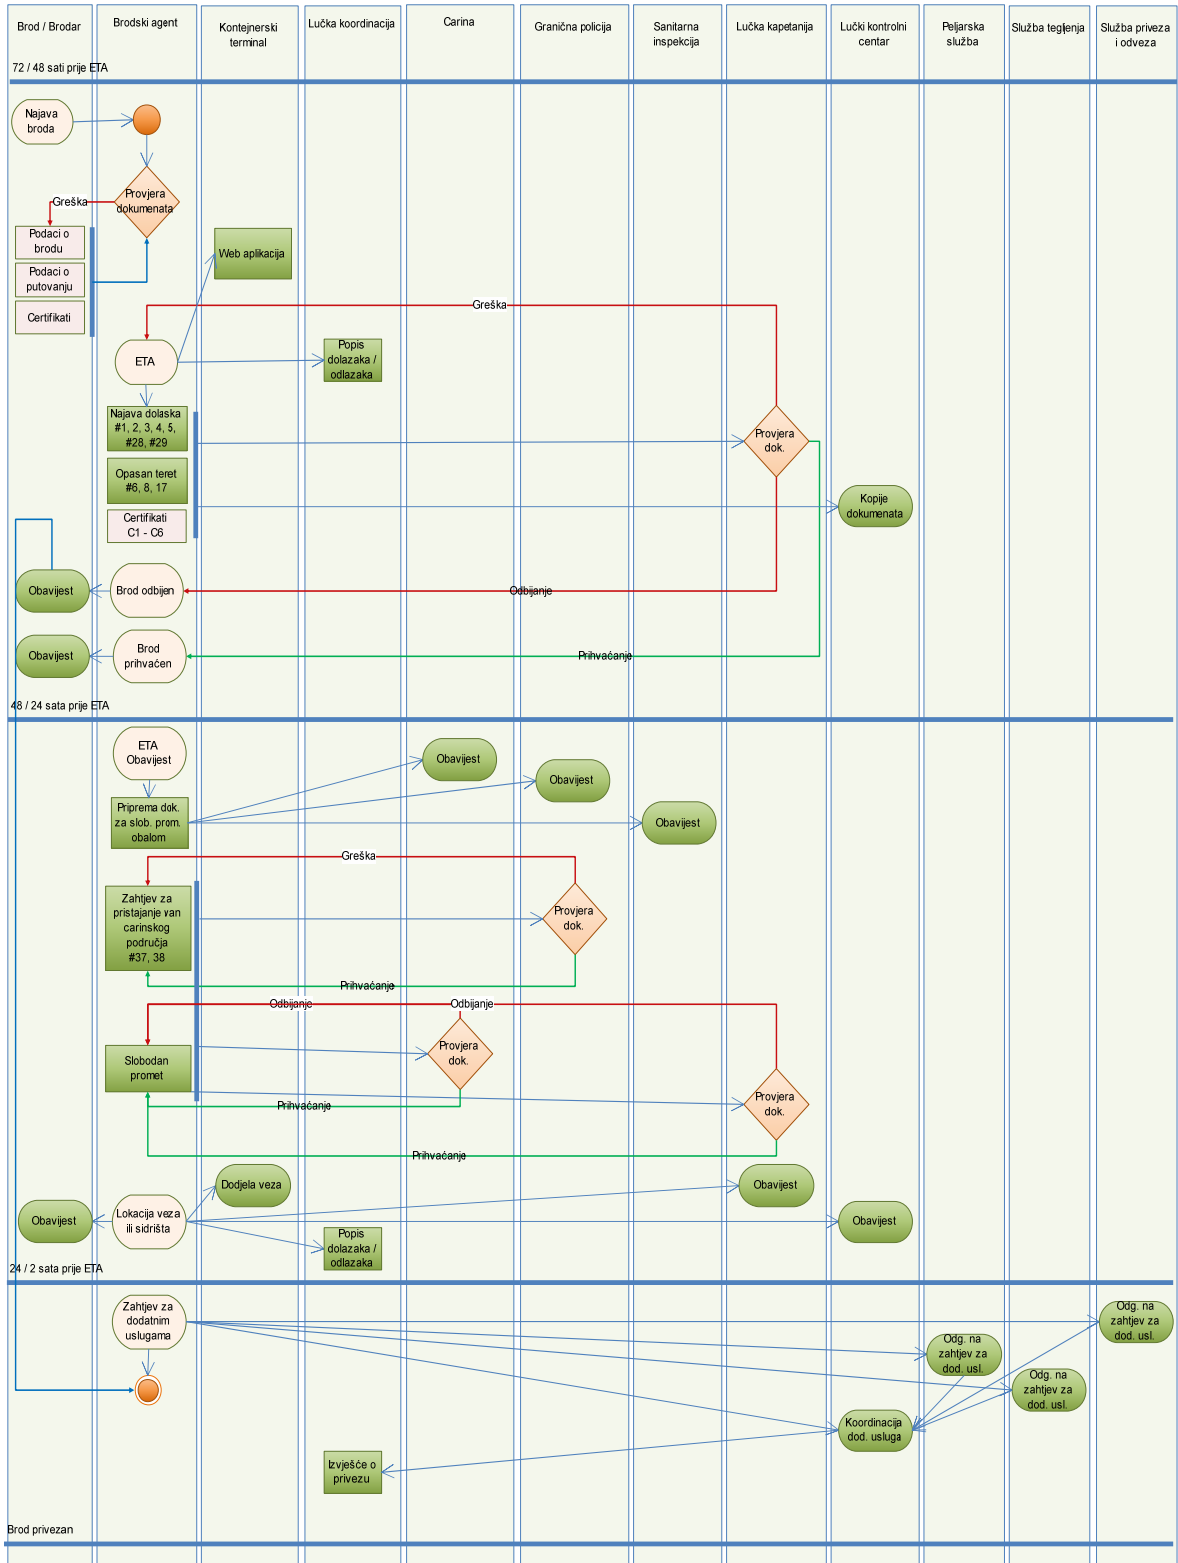 Brod / Brodar
Brodski agent
Kontejnerski
terminal
Lučka koordinacija
Carina
Granična policija
Sanitarna
inspekcija
Lučka kapetanija
Lučki kontrolni
centar
Peljarska
služba
Služba tegljenja
Služba priveza
i odveza
72 / 48 sati prije ETA
Najava
broda
Provjera
dokumenata
Greška
Podaci o
brodu
Podaci o
putovanju
Certifikati
Web aplikacija
Greška
ETA
Popis
dolazaka /
odlazaka
Najava dolaska
#1, 2, 3, 4, 5,
#28, #29
Provjera
dok.
Opasan teret
#6, 8, 17
Kopije
dokumenata
Certifikati
C1 - C6
Obavijest
Brod odbijen
Odbijanje
Obavijest
Brod
prihvaćen
Prihvaćanje
48 / 24 sata prije ETA
ETA
Obavijest
Obavijest
Obavijest
Priprema dok.
za slob. prom.
obalom
Obavijest
Greška
Zahtjev za
pristajanje van
carinskog
područja
#37, 38
Provjera
dok.
Prihvaćanje
Odbijanje
Odbijanje
Provjera
dok.
Slobodan
promet
Provjera
dok.
Prihvaćanje
Prihvaćanje
Dodjela veza
Obavijest
Obavijest
Lokacija veza
ili sidrišta
Obavijest
Popis
dolazaka /
odlazaka
24 / 2 sata prije ETA
Zahtjev za
dodatnim
uslugama
Odg. na
zahtjev za
dod. usl.
Odg. na
zahtjev za
dod. usl.
Odg. na
zahtjev za
dod. usl.
Koordinacija
dod. usluga
Izvješće o
privezu
Brod privezan